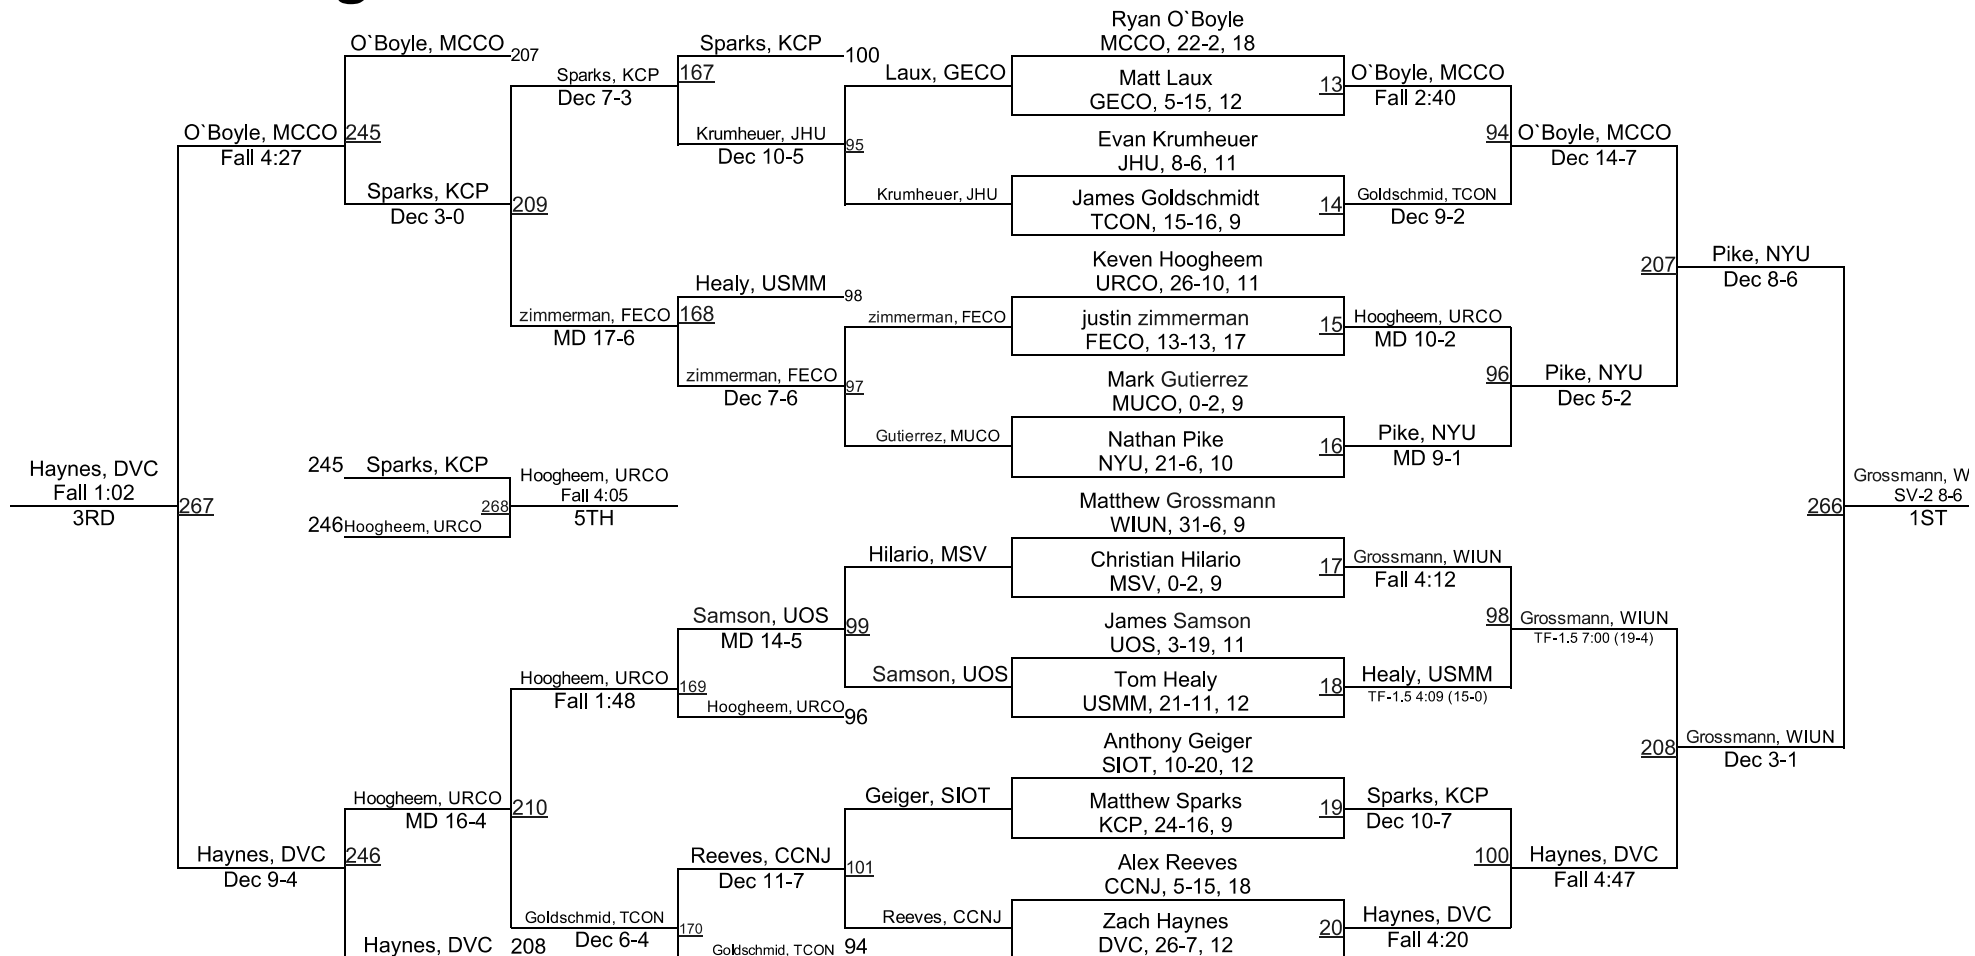 O`Boyle, MCCO
207
O`Boyle, MCCO
Fall 4:27
245
Sparks, KCP
Dec 3-0
Sparks, KCP
Dec 7-3
209
zimmerman, FECO
MD 17-6
Sparks, KCP
100
167
Krumheuer, JHU
Dec 10-5
95
Laux, GECO
Krumheuer, JHU
Healy, USMM
98
168
zimmerman, FECO
Dec 7-6
97
zimmerman, FECO
Gutierrez, MUCO
Haynes, DVC
Fall 1:02
3RD
267
245
Sparks, KCP
246
Hoogheem, URCO
268
Hoogheem, URCO
Fall 4:05
5TH
Hilario, MSV
Samson, UOS
MD 14-5
99
Samson, UOS
Hoogheem, URCO
Fall 1:48
169
Hoogheem, URCO
96
Hoogheem, URCO
MD 16-4
210
Haynes, DVC
Dec 9-4
246
Haynes, DVC
208
Goldschmid, TCON
Dec 6-4
170
Reeves, CCNJ
Dec 11-7
101
Geiger, SIOT
Reeves, CCNJ
Goldschmid, TCON
94
Ryan O`Boyle
MCCO, 22-2, 18
Matt Laux
GECO, 5-15, 12
13
Evan Krumheuer
JHU, 8-6, 11
James Goldschmidt
TCON, 15-16, 9
14
Keven Hoogheem
URCO, 26-10, 11
justin zimmerman
FECO, 13-13, 17
15
Mark Gutierrez
MUCO, 0-2, 9
Nathan Pike
NYU, 21-6, 10
16
Matthew Grossmann
WIUN, 31-6, 9
Christian Hilario
MSV, 0-2, 9
17
James Samson
UOS, 3-19, 11
Tom Healy
USMM, 21-11, 12
18
Anthony Geiger
SIOT, 10-20, 12
Matthew Sparks
KCP, 24-16, 9
19
Alex Reeves
CCNJ, 5-15, 18
Zach Haynes
DVC, 26-7, 12
20
O`Boyle, MCCO
Fall 2:40
94
Goldschmid, TCON
Dec 9-2
O`Boyle, MCCO
Dec 14-7
Hoogheem, URCO
MD 10-2
96
Pike, NYU
MD 9-1
Pike, NYU
Dec 5-2
207
Pike, NYU
Dec 8-6
Grossmann, WIUN
Fall 4:12
98
Healy, USMM
TF-1.5 4:09 (15-0)
Grossmann, WIUN
TF-1.5 7:00 (19-4)
Sparks, KCP
Dec 10-7
100
Haynes, DVC
Fall 4:20
Haynes, DVC
Fall 4:47
208
Grossmann, WIUN
Dec 3-1
266
Grossmann, W
SV-2 8-6
1ST